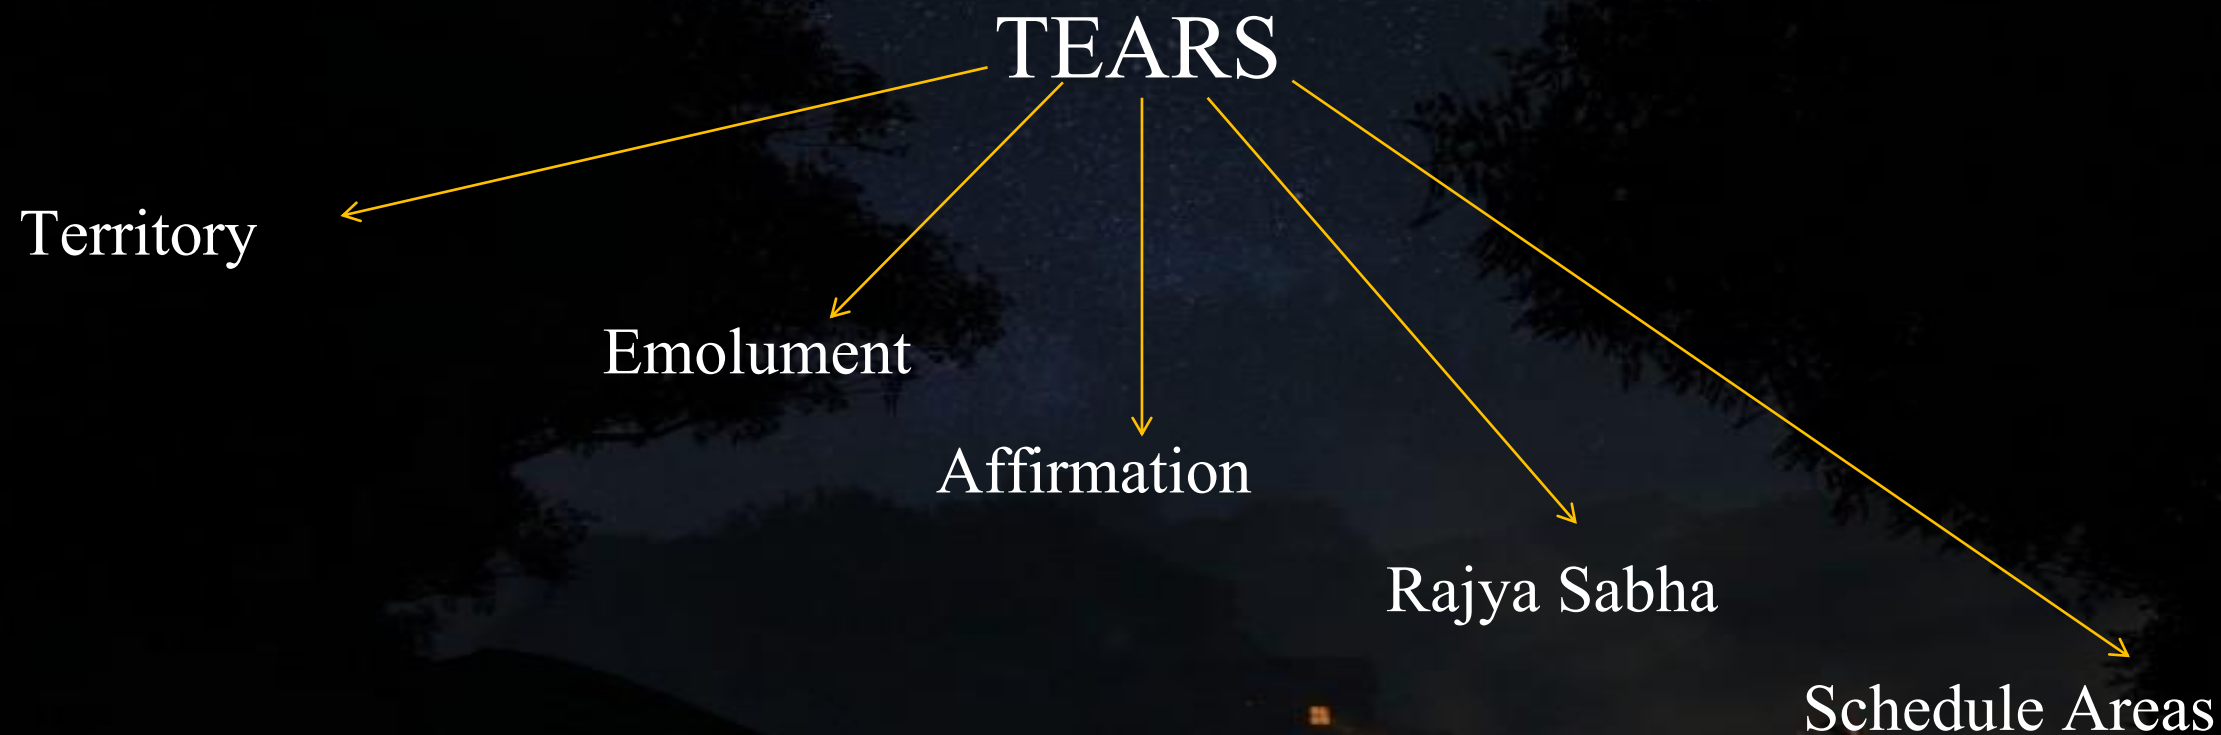 TEARS
Territory
Emolument
Affirmation
Rajya Sabha
Schedule Areas